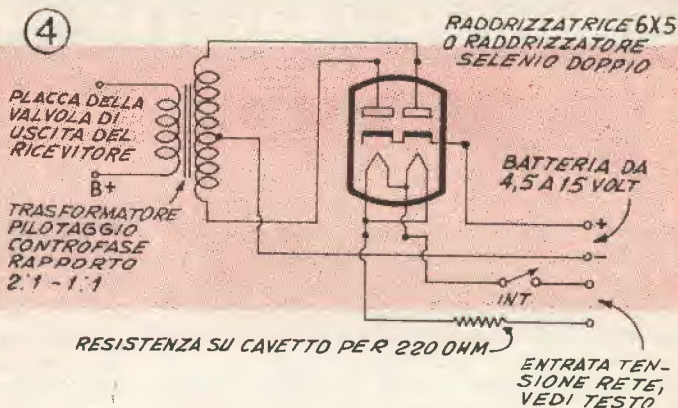 4
RADDRIZZATRICE 6X5
O RADDRIZZATORE
SELENIO DOPPIO
PLACCA DELLA
VALVOLA DI
USCITA DEL
RICEVITORE
B+
TRASFORMATORE
PILOTAGGIO
CONTROFASE
RAPPORTO
2:1 - 1:1
BATTERIA DA
4,5 A 15 VOLT
+
-
INT.
RESISTENZA SU CAVETTO PER 220 OHM
ENTRATA TEN-
SIONE RETE,
VEDI TESTO